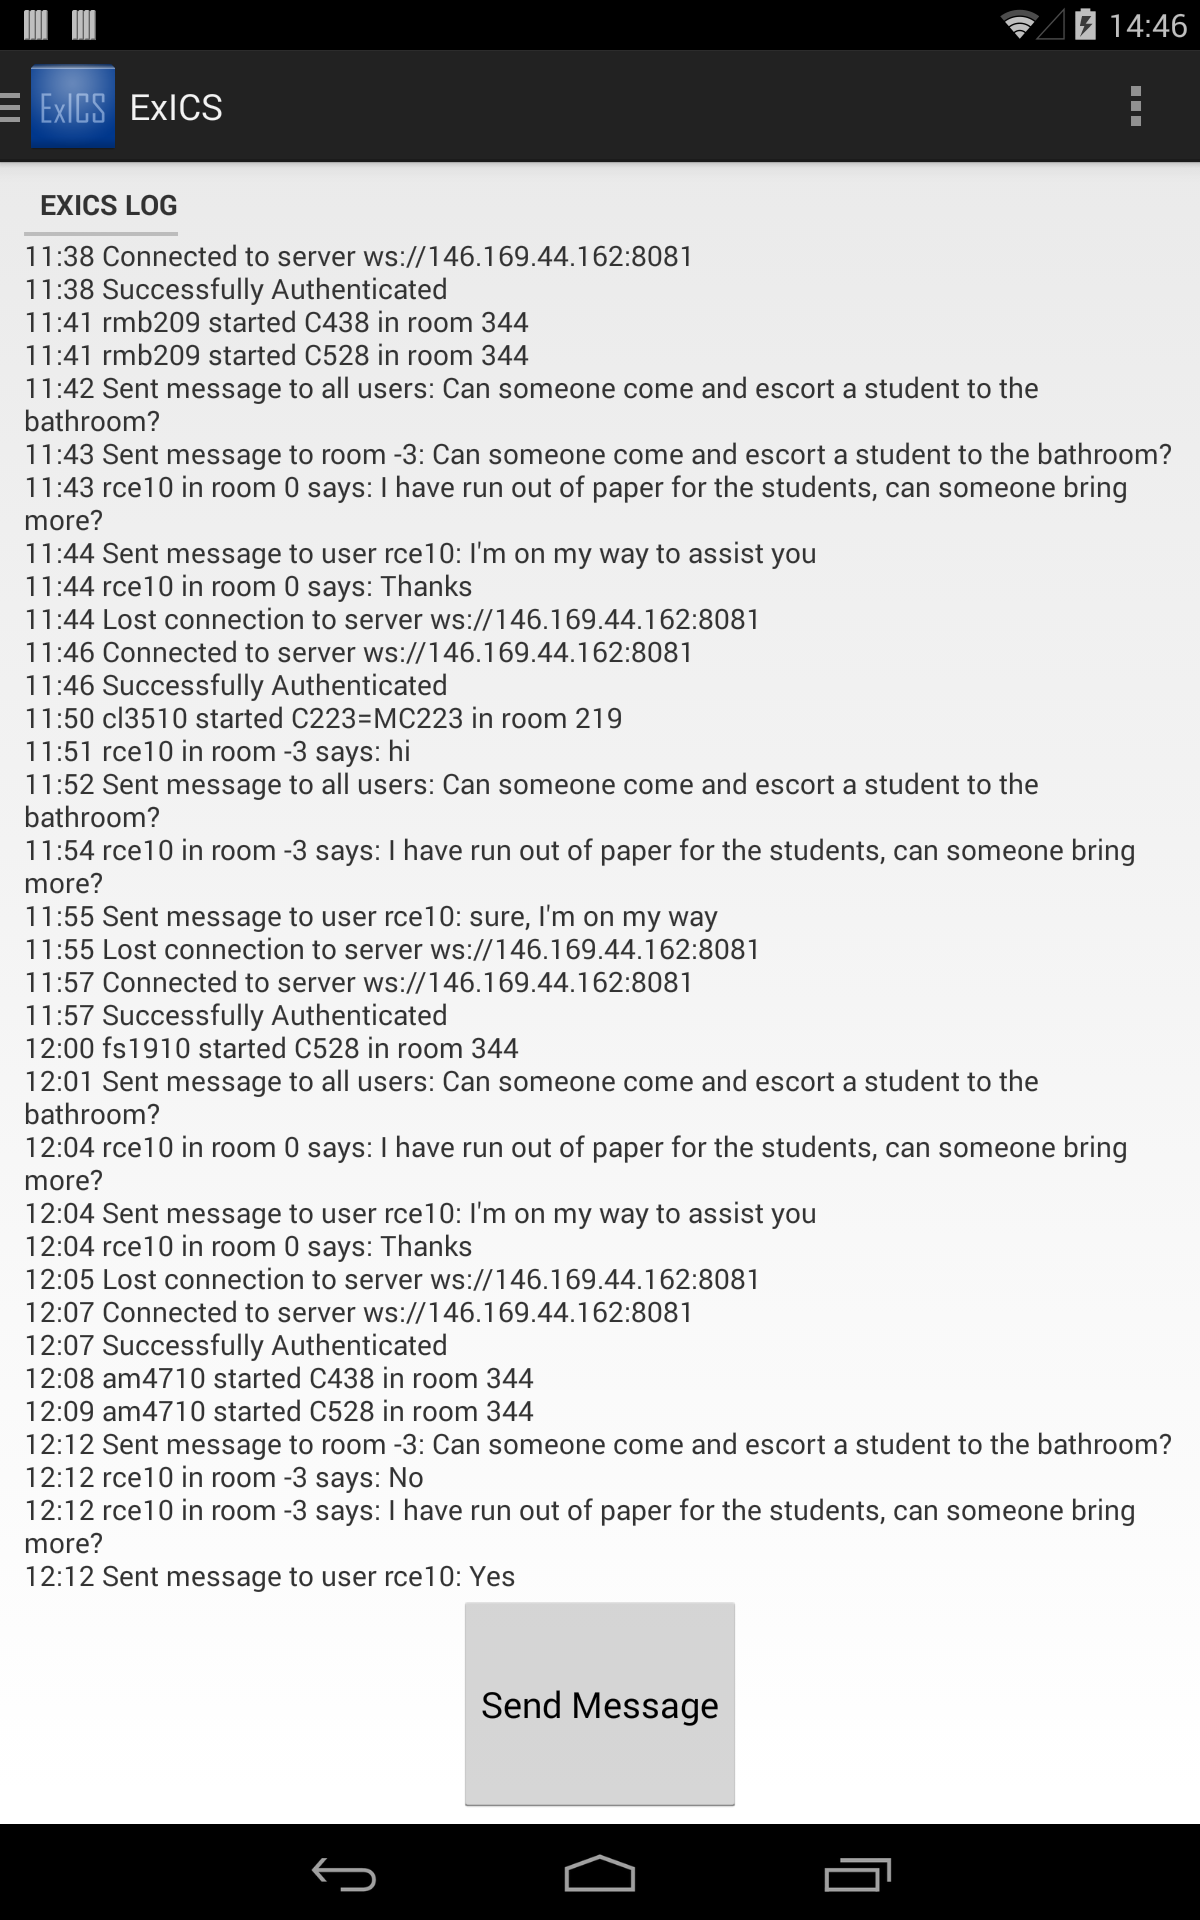 14:46
ExICS ExICS
EXICS LOG
11:38 Connected to server ws://146.169.44.162:8081
11:38 Successfully Authenticated
11:41 rmb209 started C438 in room 344
11:41 rmb209 started C528 in room 344
11:42 Sent message to all users: Can someone come and escort a student to the
bathroom?
11:43 Sent message to room -3: Can someone come and escort a student to the bathroom?
11:43 rce10 in room 0 says: I have run out of paper for the students, can someone bring
more?
11:44 Sent message to user rce10: I'm on my way to assist you
11:44 rce10 in room 0 says: Thanks
11:44 Lost connection to server ws://146.169.44.162:8081
11:46 Connected to server ws://146.169.44.162:8081
11:46 Successfully Authenticated
11:50 cl3510 started C223=MC223 in room 219
11:51 rce10 in room -3 says: hi
11:52 Sent message to all users: Can someone come and escort a student to the
bathroom?
11:54 rce10 in room -3 says: I have run out of paper for the students, can someone bring
more?
11:55 Sent message to user rce10: sure, I'm on my way
11:55 Lost connection to server ws://146.169.44.162:8081
11:57 Connected to server ws://146.169.44.162:8081
11:57 Successfully Authenticated
12:00 fs1910 started C528 in room 344
12:01 Sent message to all users: Can someone come and escort a student to the
bathroom?
12:04 rce10 in room 0 says: I have run out of paper for the students, can someone bring
more?
12:04 Sent message to user rce10: I'm on my way to assist you
12:04 rce10 in room 0 says: Thanks
12:05 Lost connection to server ws://146.169.44.162:8081
12:07 Connected to server ws://146.169.44.162:8081
12:07 Successfully Authenticated
12:08 am4710 started C438 in room 344
12:09 am4710 started C528 in room 344
12:12 Sent message to room -3: Can someone come and escort a student to the bathroom?
12:12 rce10 in room -3 says: No
12:12 rce10 in room -3 says: I have run out of paper for the students, can someone bring
more?
12:12 Sent message to user rce10: Yes
Send Message